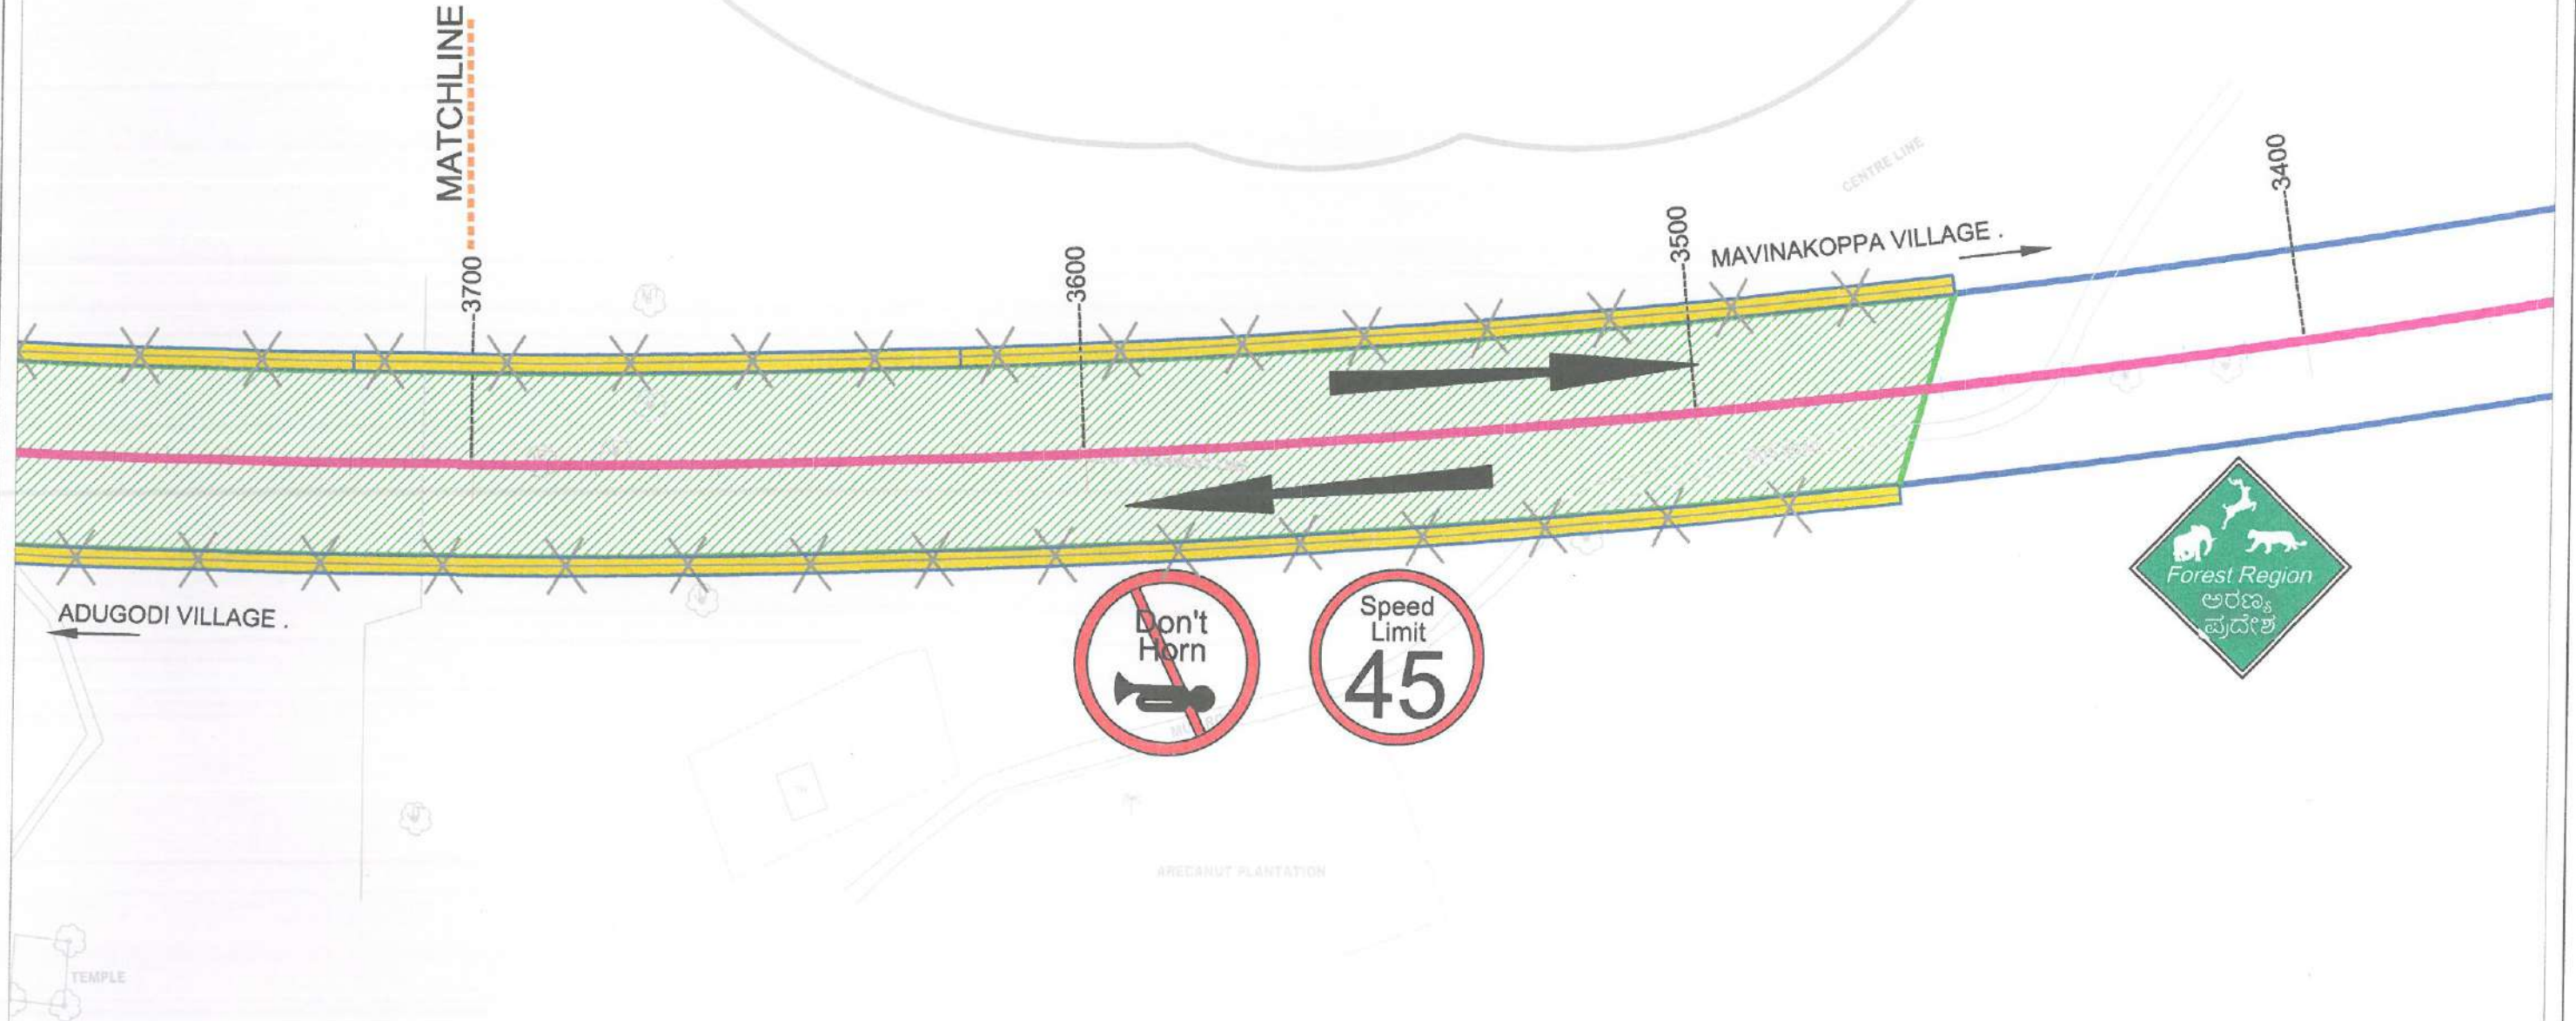 MATCHLINE
CENTRE LINE
3400
3500
MAVINAKOPPA VILLAGE .
3600
3700
ADUGODI VILLAGE .
Don't
Horn
Speed
Limit
45
Forest Region
ಅರಣ್ಯ
ಪ್ರದೇಶ
ARECANUT PLANTATION
TEMPLE